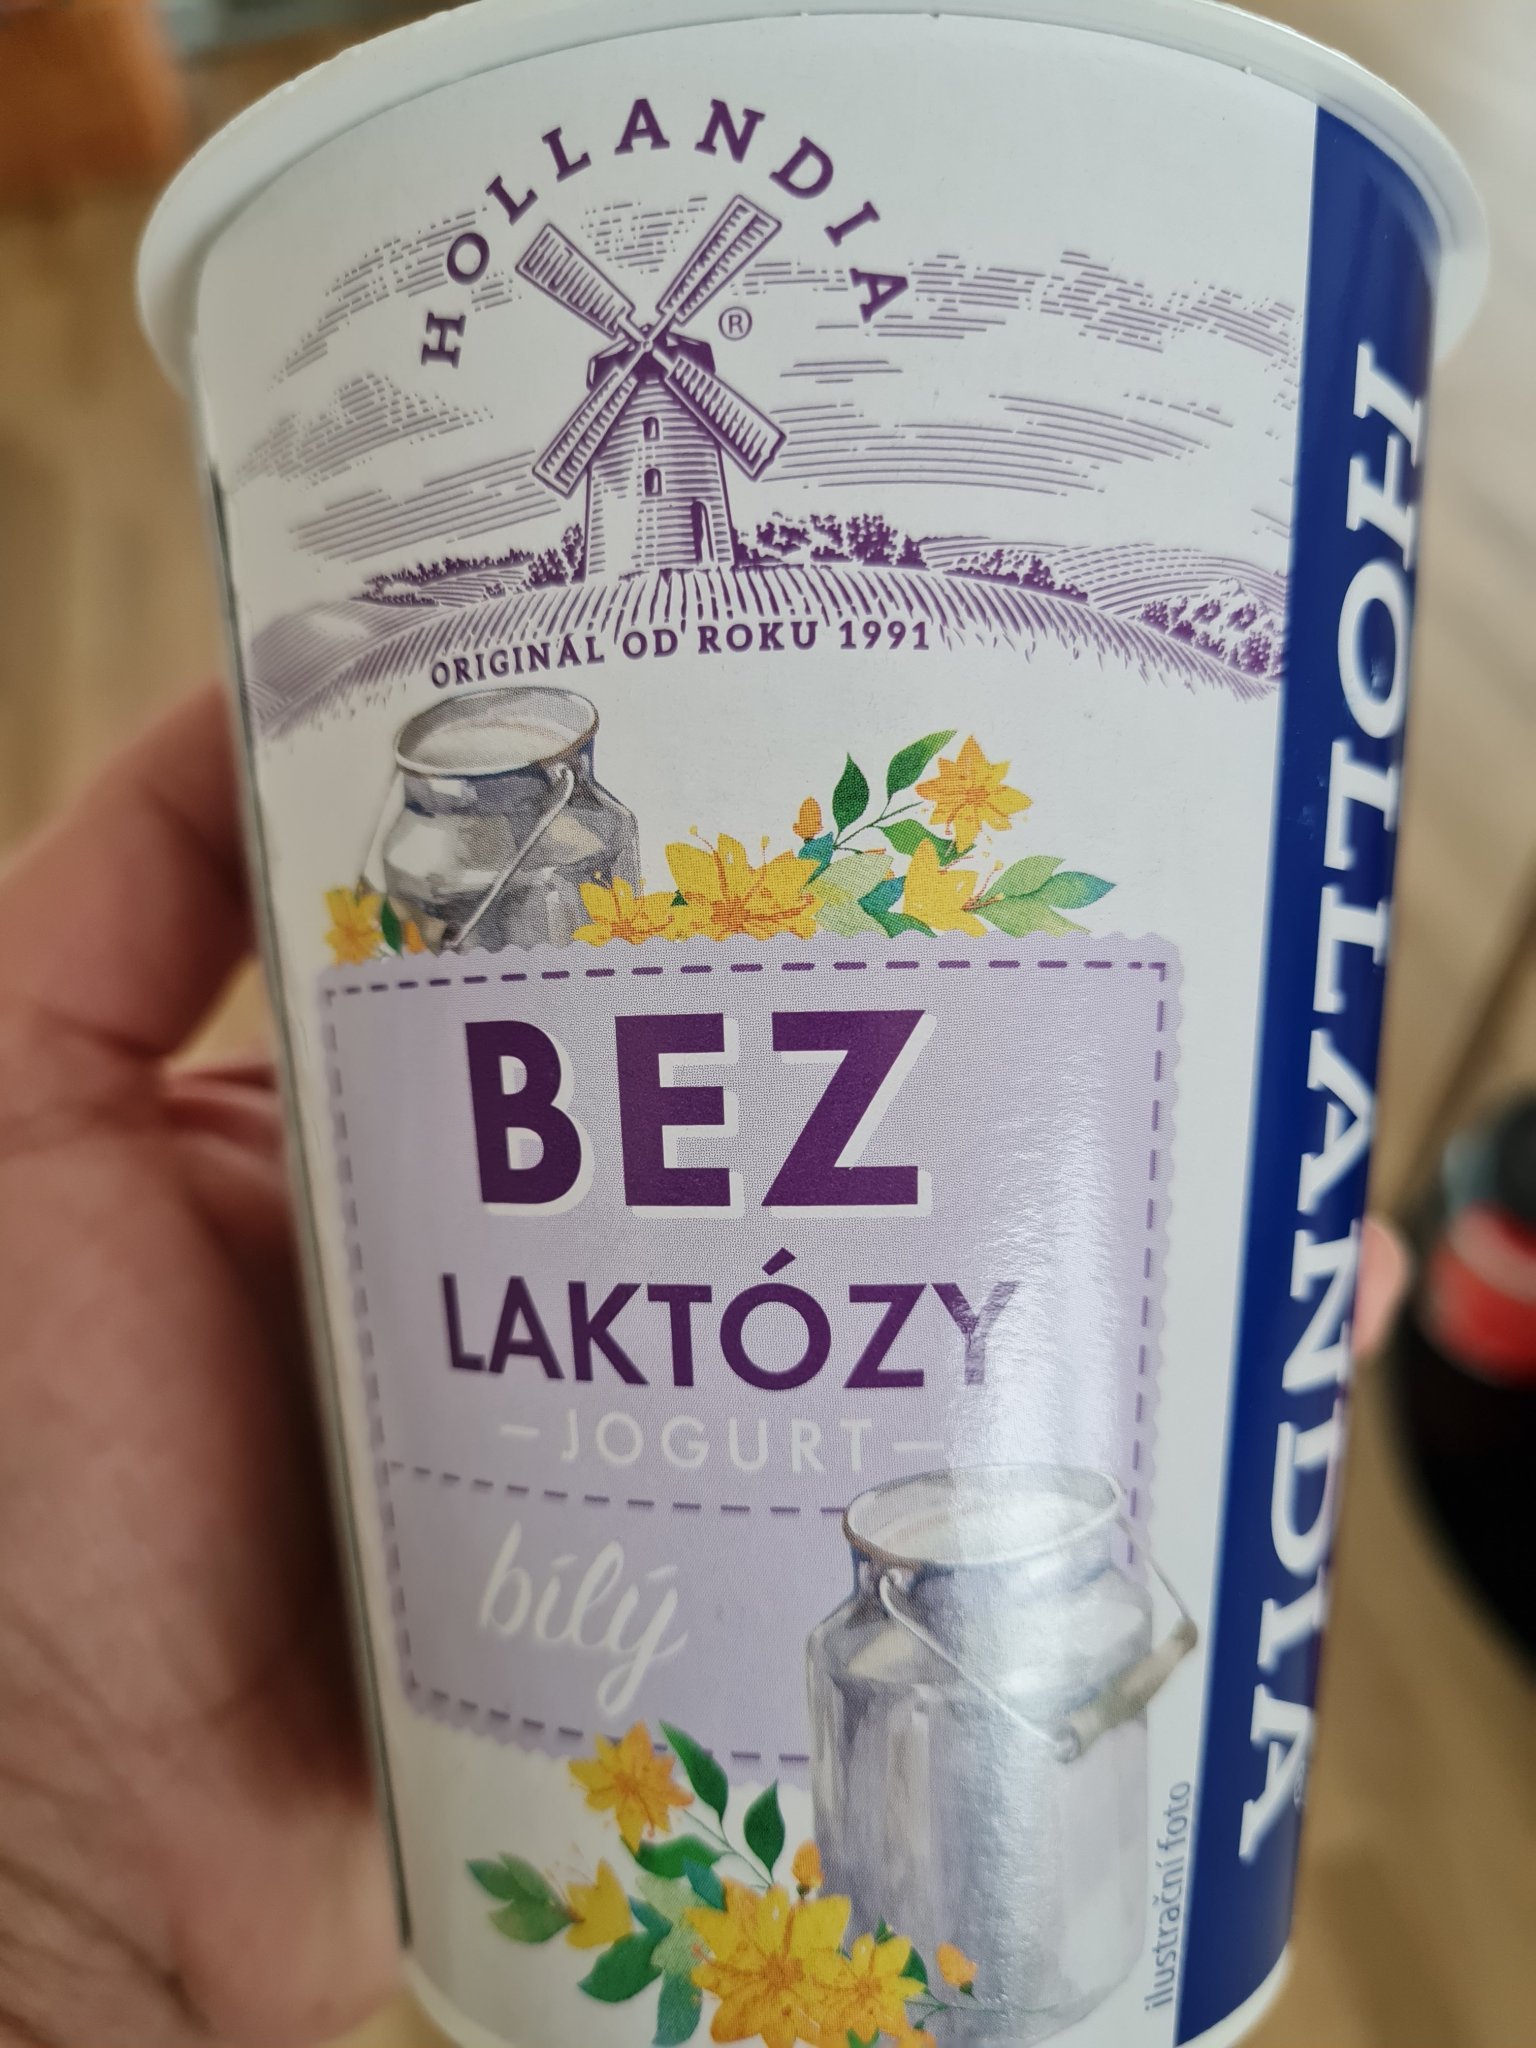 HOLLANDIA
®
ORIGINÁL OD ROKU 1991
BEZ
LAKTÓZY
– JOGURT –
bílý
ilustrační foto
HOLLANDIA